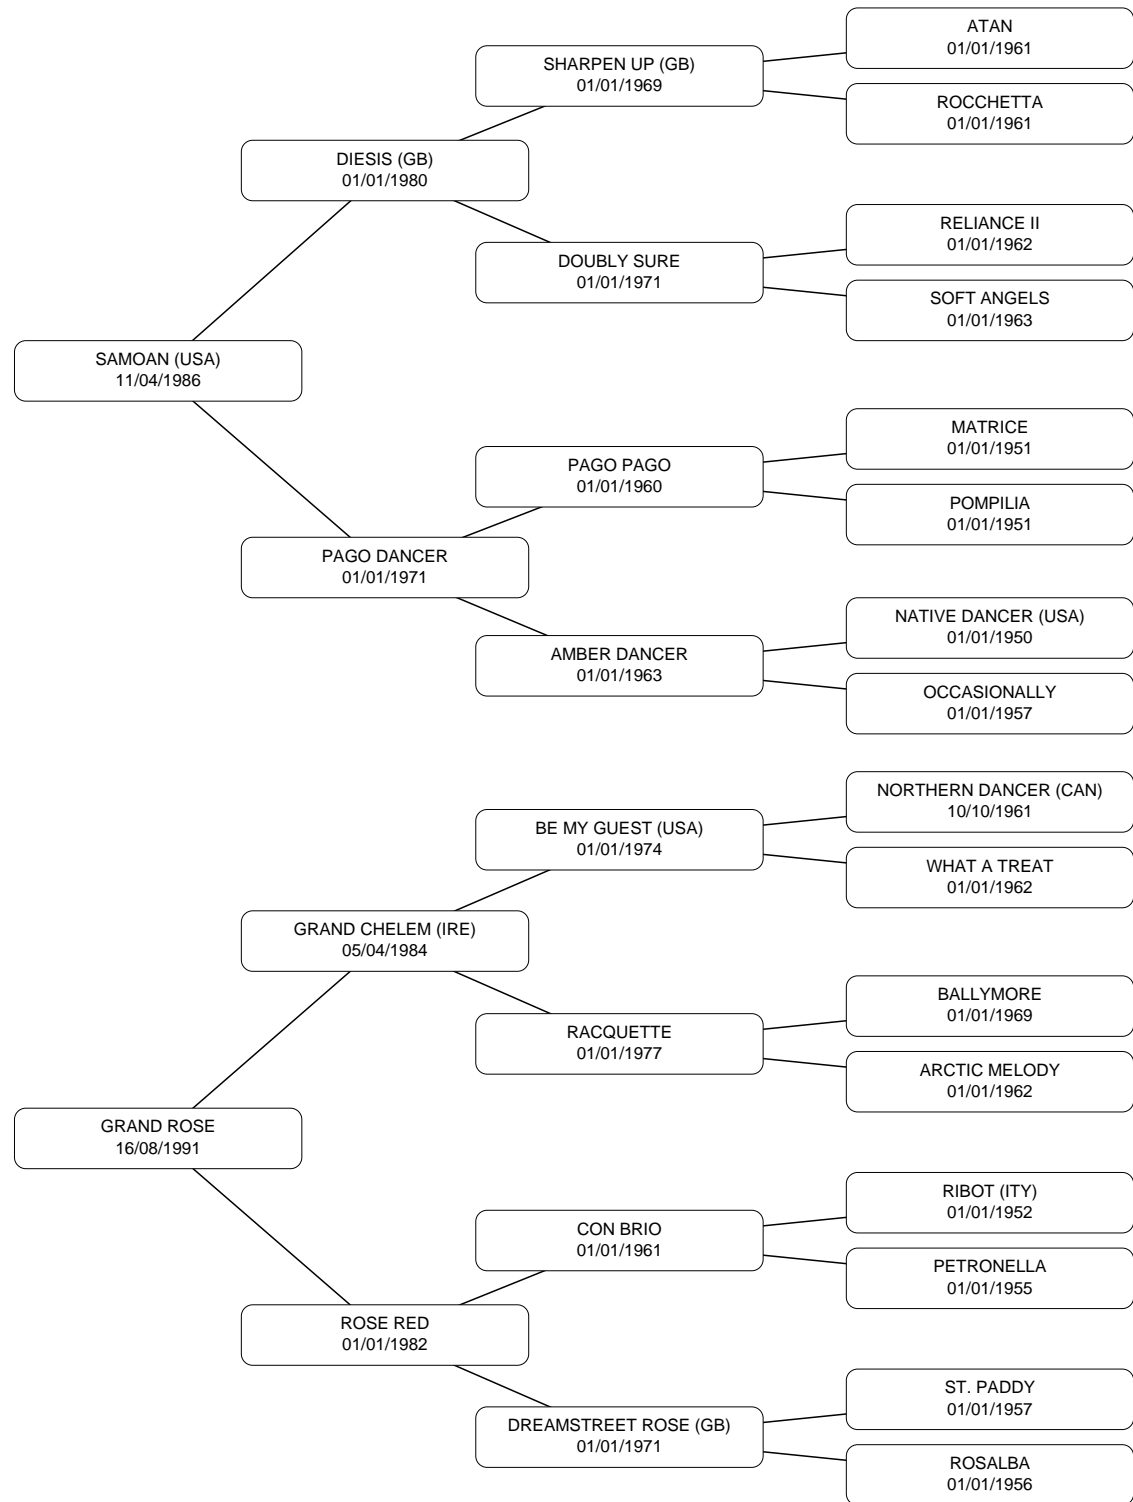 ATAN
01/01/1961
SHARPEN UP (GB)
01/01/1969
ROCCHETTA
01/01/1961
DIESIS (GB)
01/01/1980
RELIANCE II
01/01/1962
DOUBLY SURE
01/01/1971
SOFT ANGELS
01/01/1963
SAMOAN (USA)
11/04/1986
MATRICE
01/01/1951
PAGO PAGO
01/01/1960
POMPILIA
01/01/1951
PAGO DANCER
01/01/1971
NATIVE DANCER (USA)
01/01/1950
AMBER DANCER
01/01/1963
OCCASIONALLY
01/01/1957
NORTHERN DANCER (CAN)
10/10/1961
BE MY GUEST (USA)
01/01/1974
WHAT A TREAT
01/01/1962
GRAND CHELEM (IRE)
05/04/1984
BALLYMORE
01/01/1969
RACQUETTE
01/01/1977
ARCTIC MELODY
01/01/1962
GRAND ROSE
16/08/1991
RIBOT (ITY)
01/01/1952
CON BRIO
01/01/1961
PETRONELLA
01/01/1955
ROSE RED
01/01/1982
ST. PADDY
01/01/1957
DREAMSTREET ROSE (GB)
01/01/1971
ROSALBA
01/01/1956